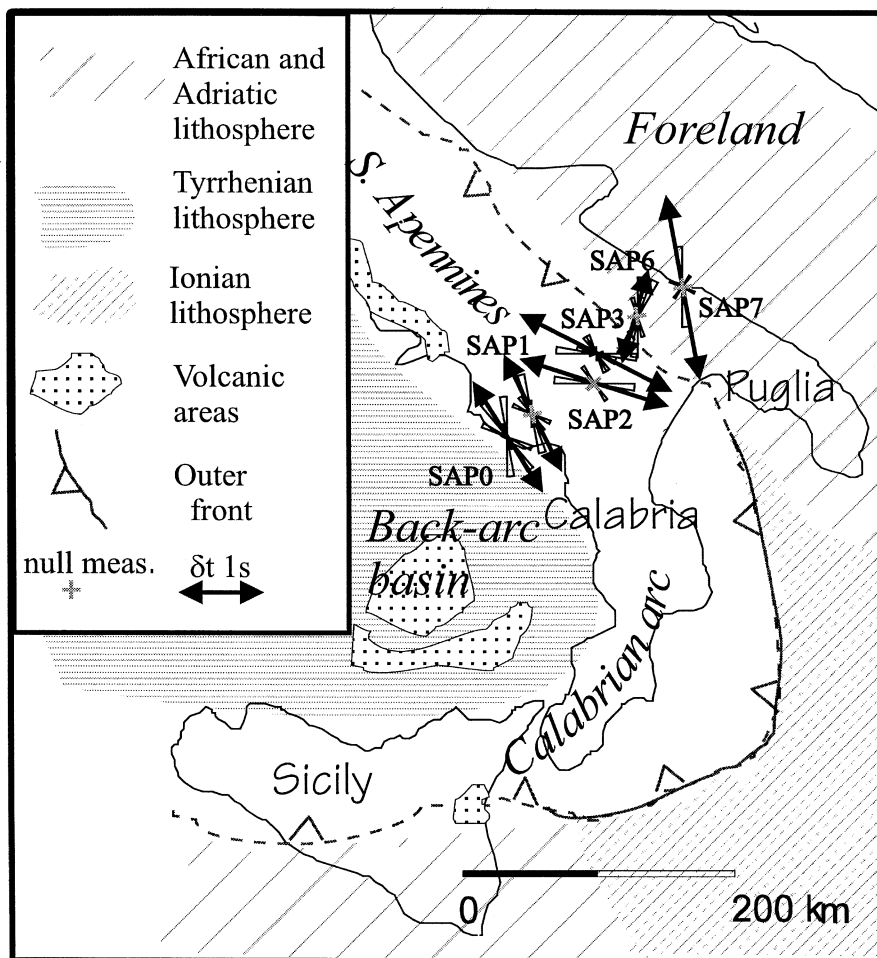 African and
Adriatic
lithosphere
Tyrrhenian
lithosphere
Ionian
lithosphere
Volcanic
areas
Outer
front
null meas.
δt 1s
Foreland
S. Apennines
SAP6
SAP7
SAP3
SAP1
SAP2
SAP0
Puglia
Calabria
Back-arc
basin
Calabrian arc
Sicily
0
200 km